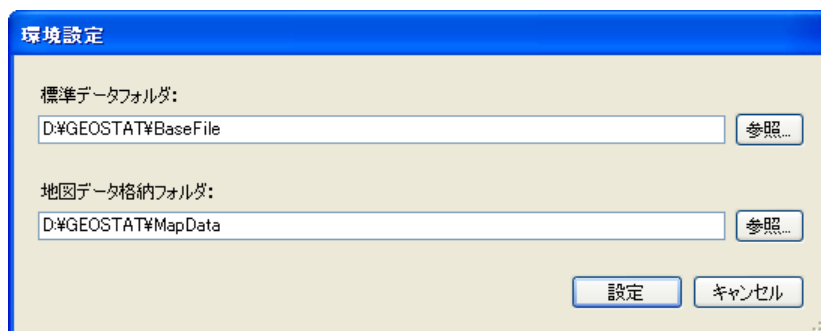 環境設定
標準データフォルダ:
D:¥GEOSTAT¥BaseFile
参照...
地図データ格納フォルダ:
D:¥GEOSTAT¥MapData
参照...
設定
キャンセル